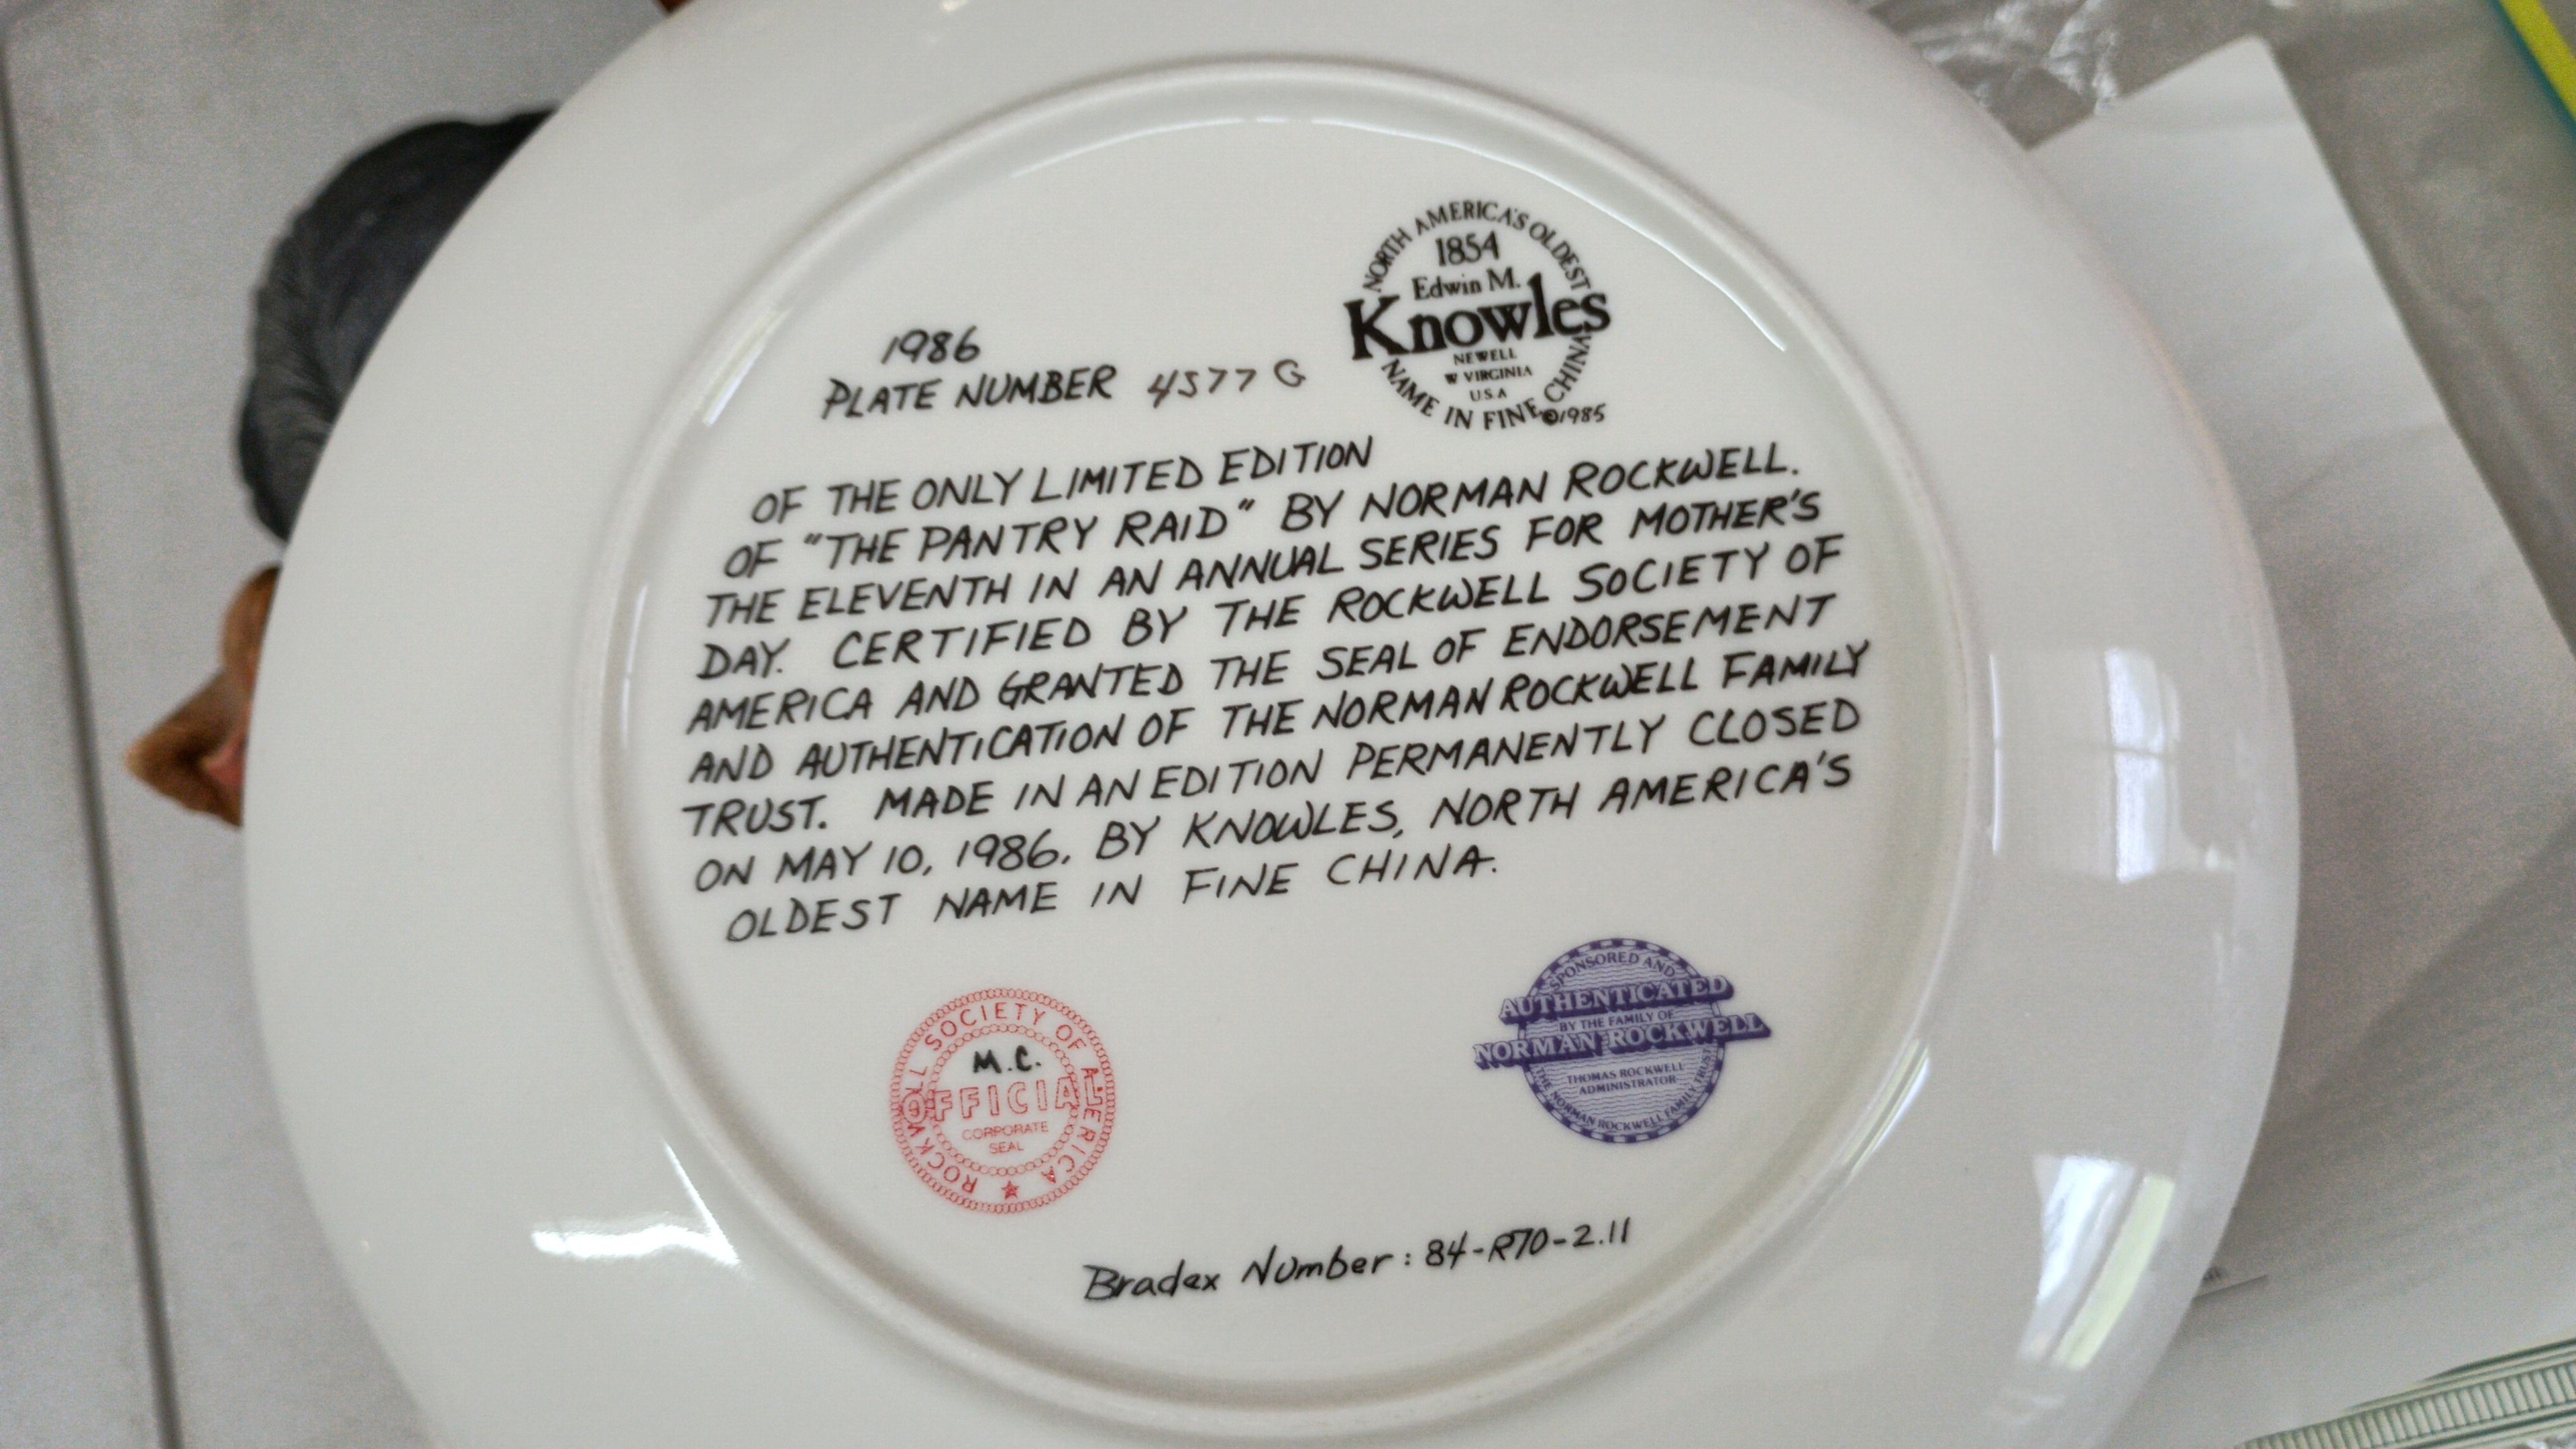 NORTH AMERICA'S OLDEST
1854
Edwin M.
Knowles
NEWELL
W VIRGINIA
U.S.A
NAME IN FINE CHINA
©1985
1986
PLATE NUMBER 4577 G
OF THE ONLY LIMITED EDITION
OF "THE PANTRY RAID" BY NORMAN ROCKWELL.
THE ELEVENTH IN AN ANNUAL SERIES FOR MOTHER'S
DAY. CERTIFIED BY THE ROCKWELL SOCIETY OF
AMERICA AND GRANTED THE SEAL OF ENDORSEMENT
AND AUTHENTICATION OF THE NORMAN ROCKWELL FAMILY
TRUST. MADE IN AN EDITION PERMANENTLY CLOSED
ON MAY 10, 1986, BY KNOWLES, NORTH AMERICA'S
OLDEST NAME IN FINE CHINA.
ROCKWELL SOCIETY OF AMERICA
M.C.
OFFICIAL
CORPORATE
SEAL
SPONSORED AND
AUTHENTICATED
BY THE FAMILY OF
NORMAN ROCKWELL
THOMAS ROCKWELL
ADMINISTRATOR
THE NORMAN ROCKWELL FAMILY TRUST
Bradex Number: 84-R70-2.11